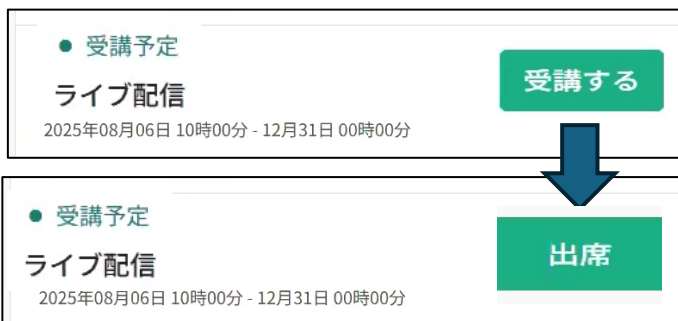 受講予定
ライブ配信
受講する
2025年08月06日 10時00分 - 12月31日 00時00分
受講予定
ライブ配信
出席
2025年08月06日 10時00分 - 12月31日 00時00分